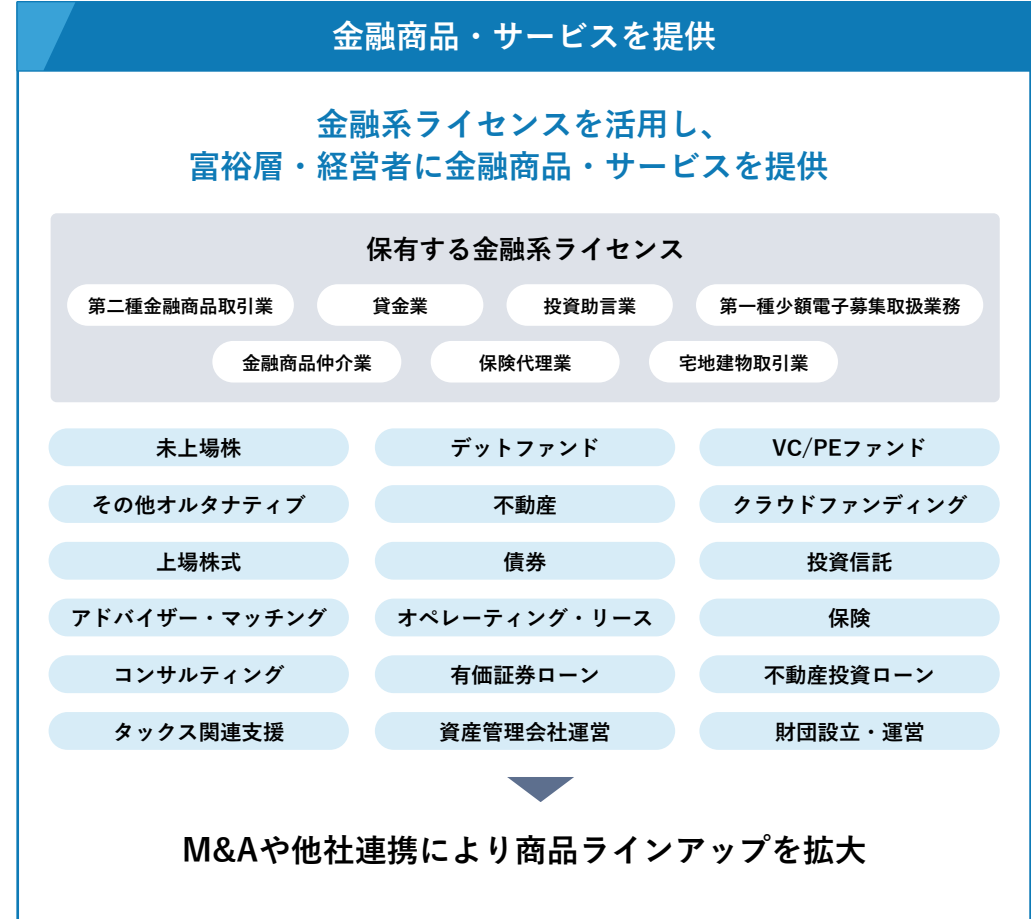 金融商品・サービスを提供
金融系ライセンスを活用し、
富裕層・経営者に金融商品・サービスを提供
保有する金融系ライセンス
第二種金融商品取引業 貸金業 投資助言業 第一種少額電子募集取扱業務
金融商品仲介業 保険代理業 宅地建物取引業
未上場株 デットファンド VC/PEファンド
その他オルタナティブ 不動産 クラウドファンディング
上場株式 債券 投資信託
アドバイザー・マッチング オペレーティング・リース 保険
コンサルティング 有価証券ローン 不動産投資ローン
タックス関連支援 資産管理会社運営 財団設立・運営
M&Aや他社連携により商品ラインアップを拡大